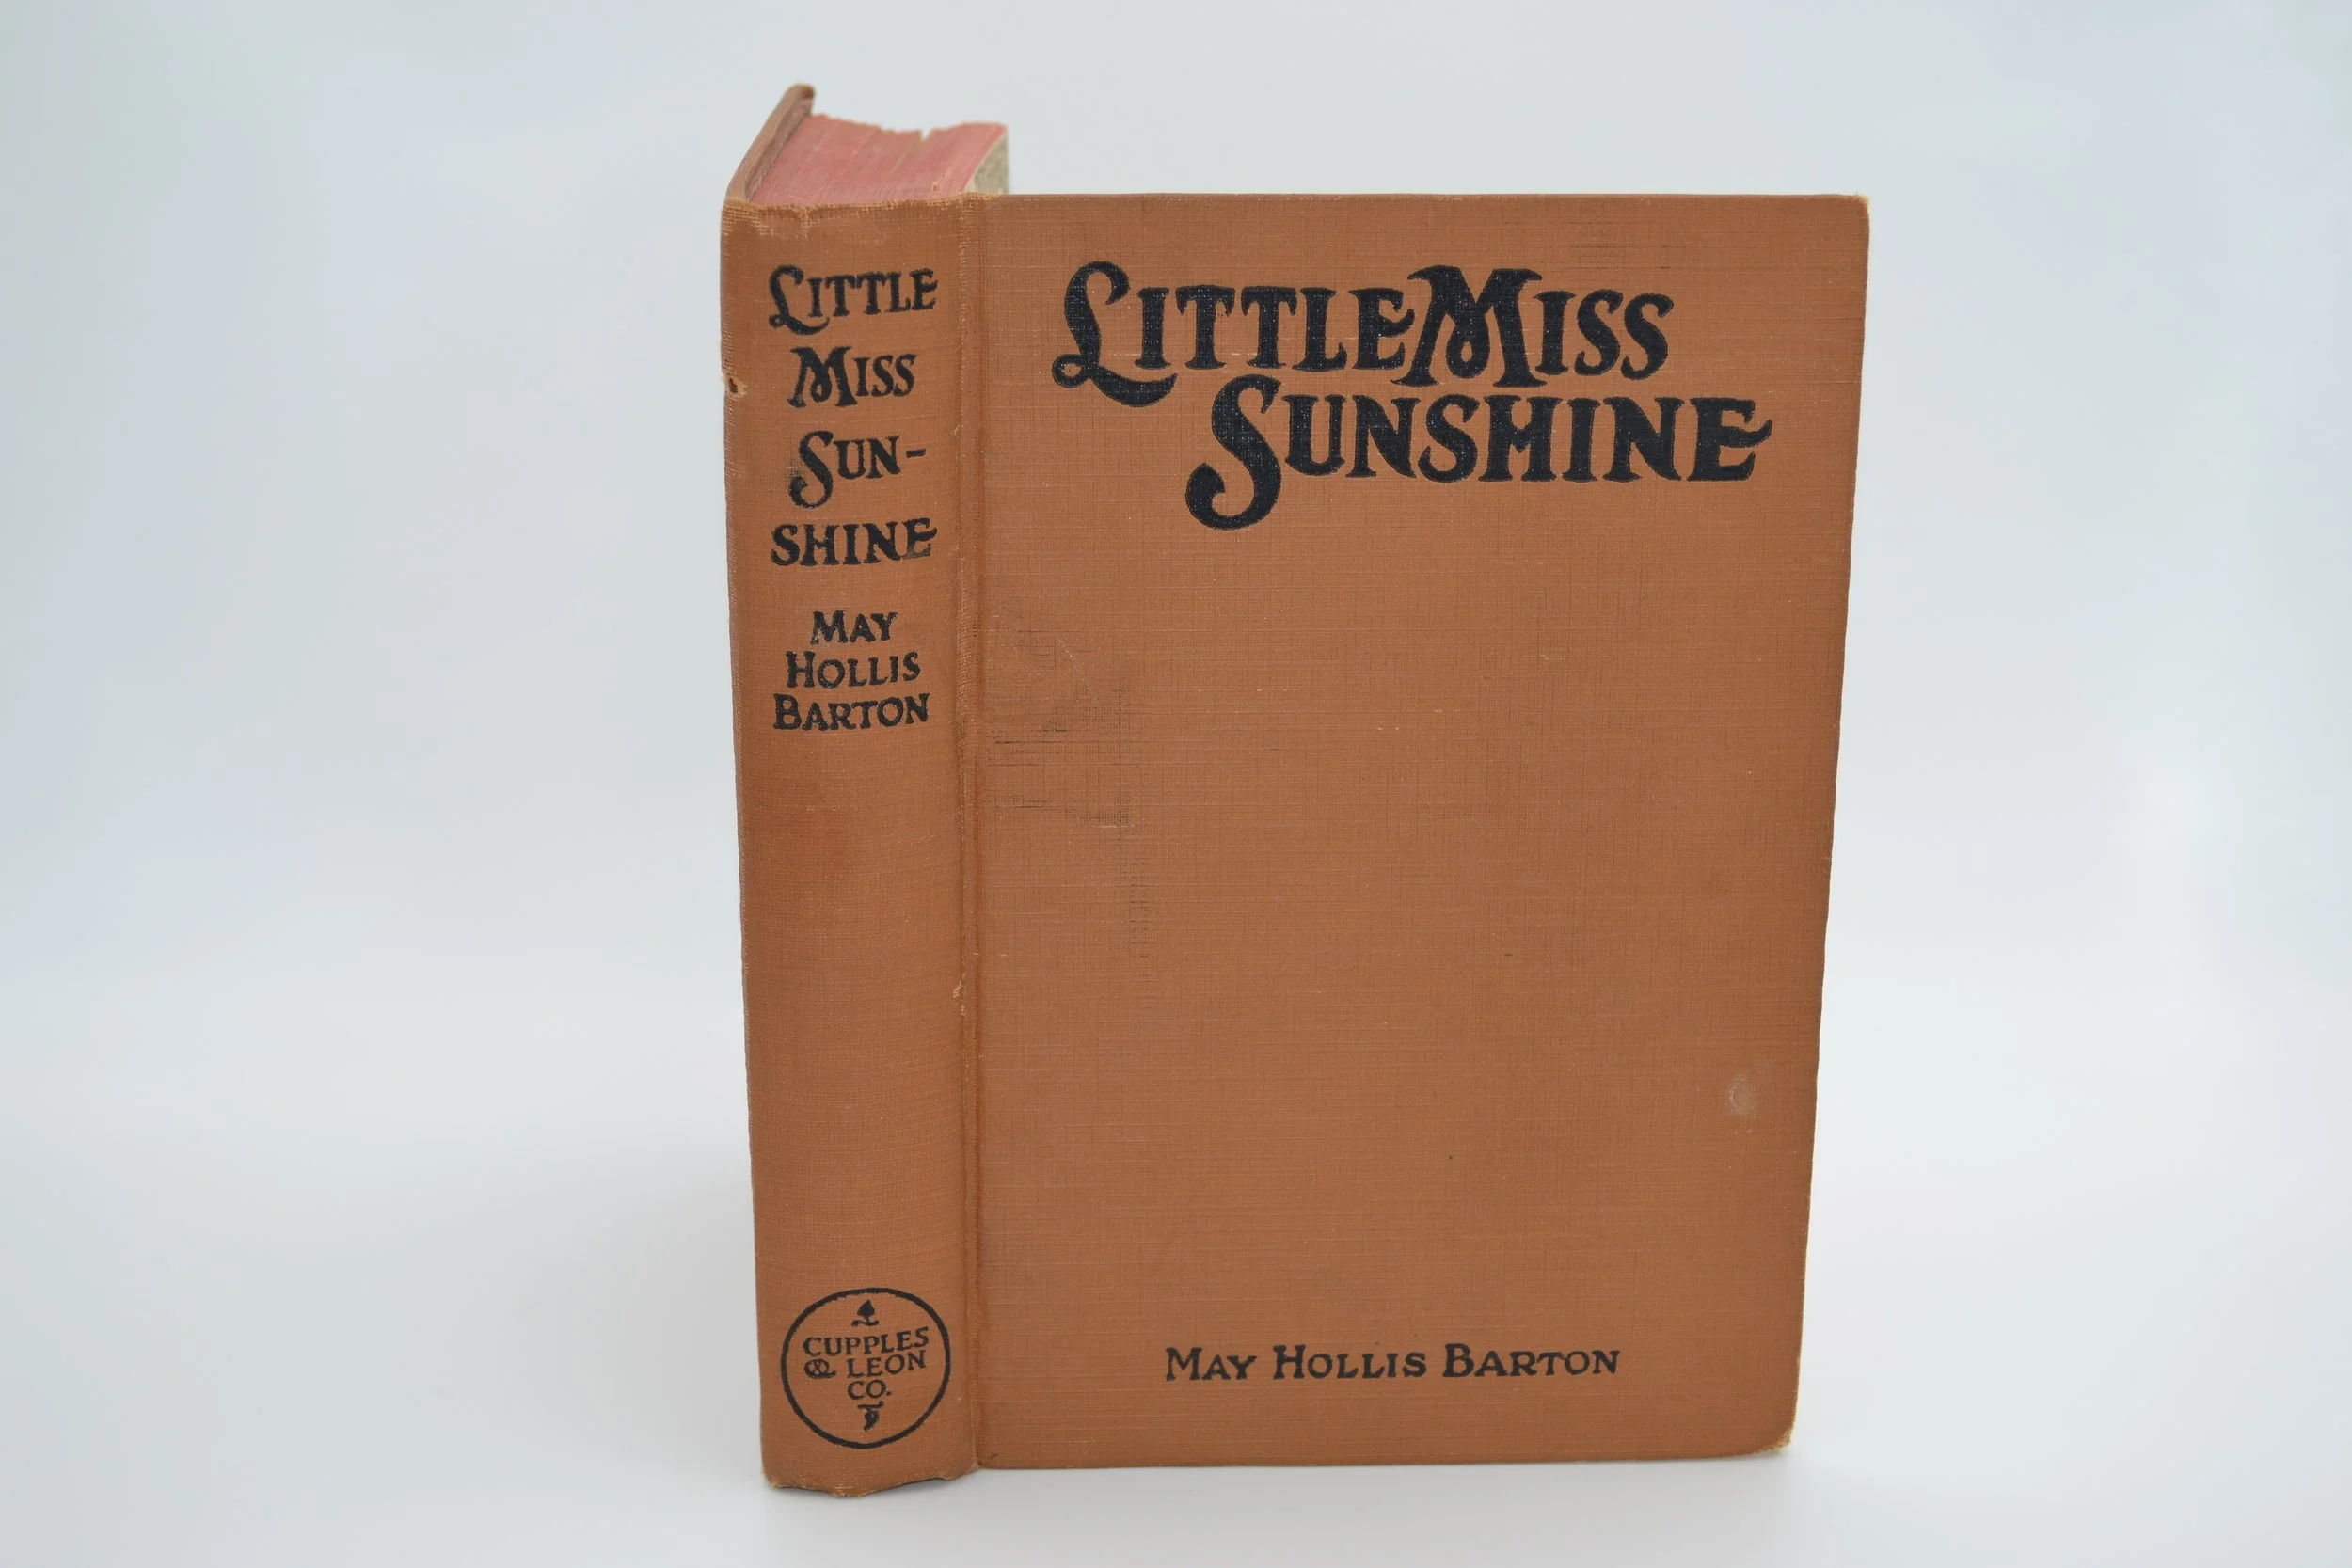 LITTLE
MISS
SUN-
SHINE
MAY
HOLLIS
BARTON
CUPPLES
& LEON
CO.
LITTLE MISS
SUNSHINE
MAY HOLLIS BARTON